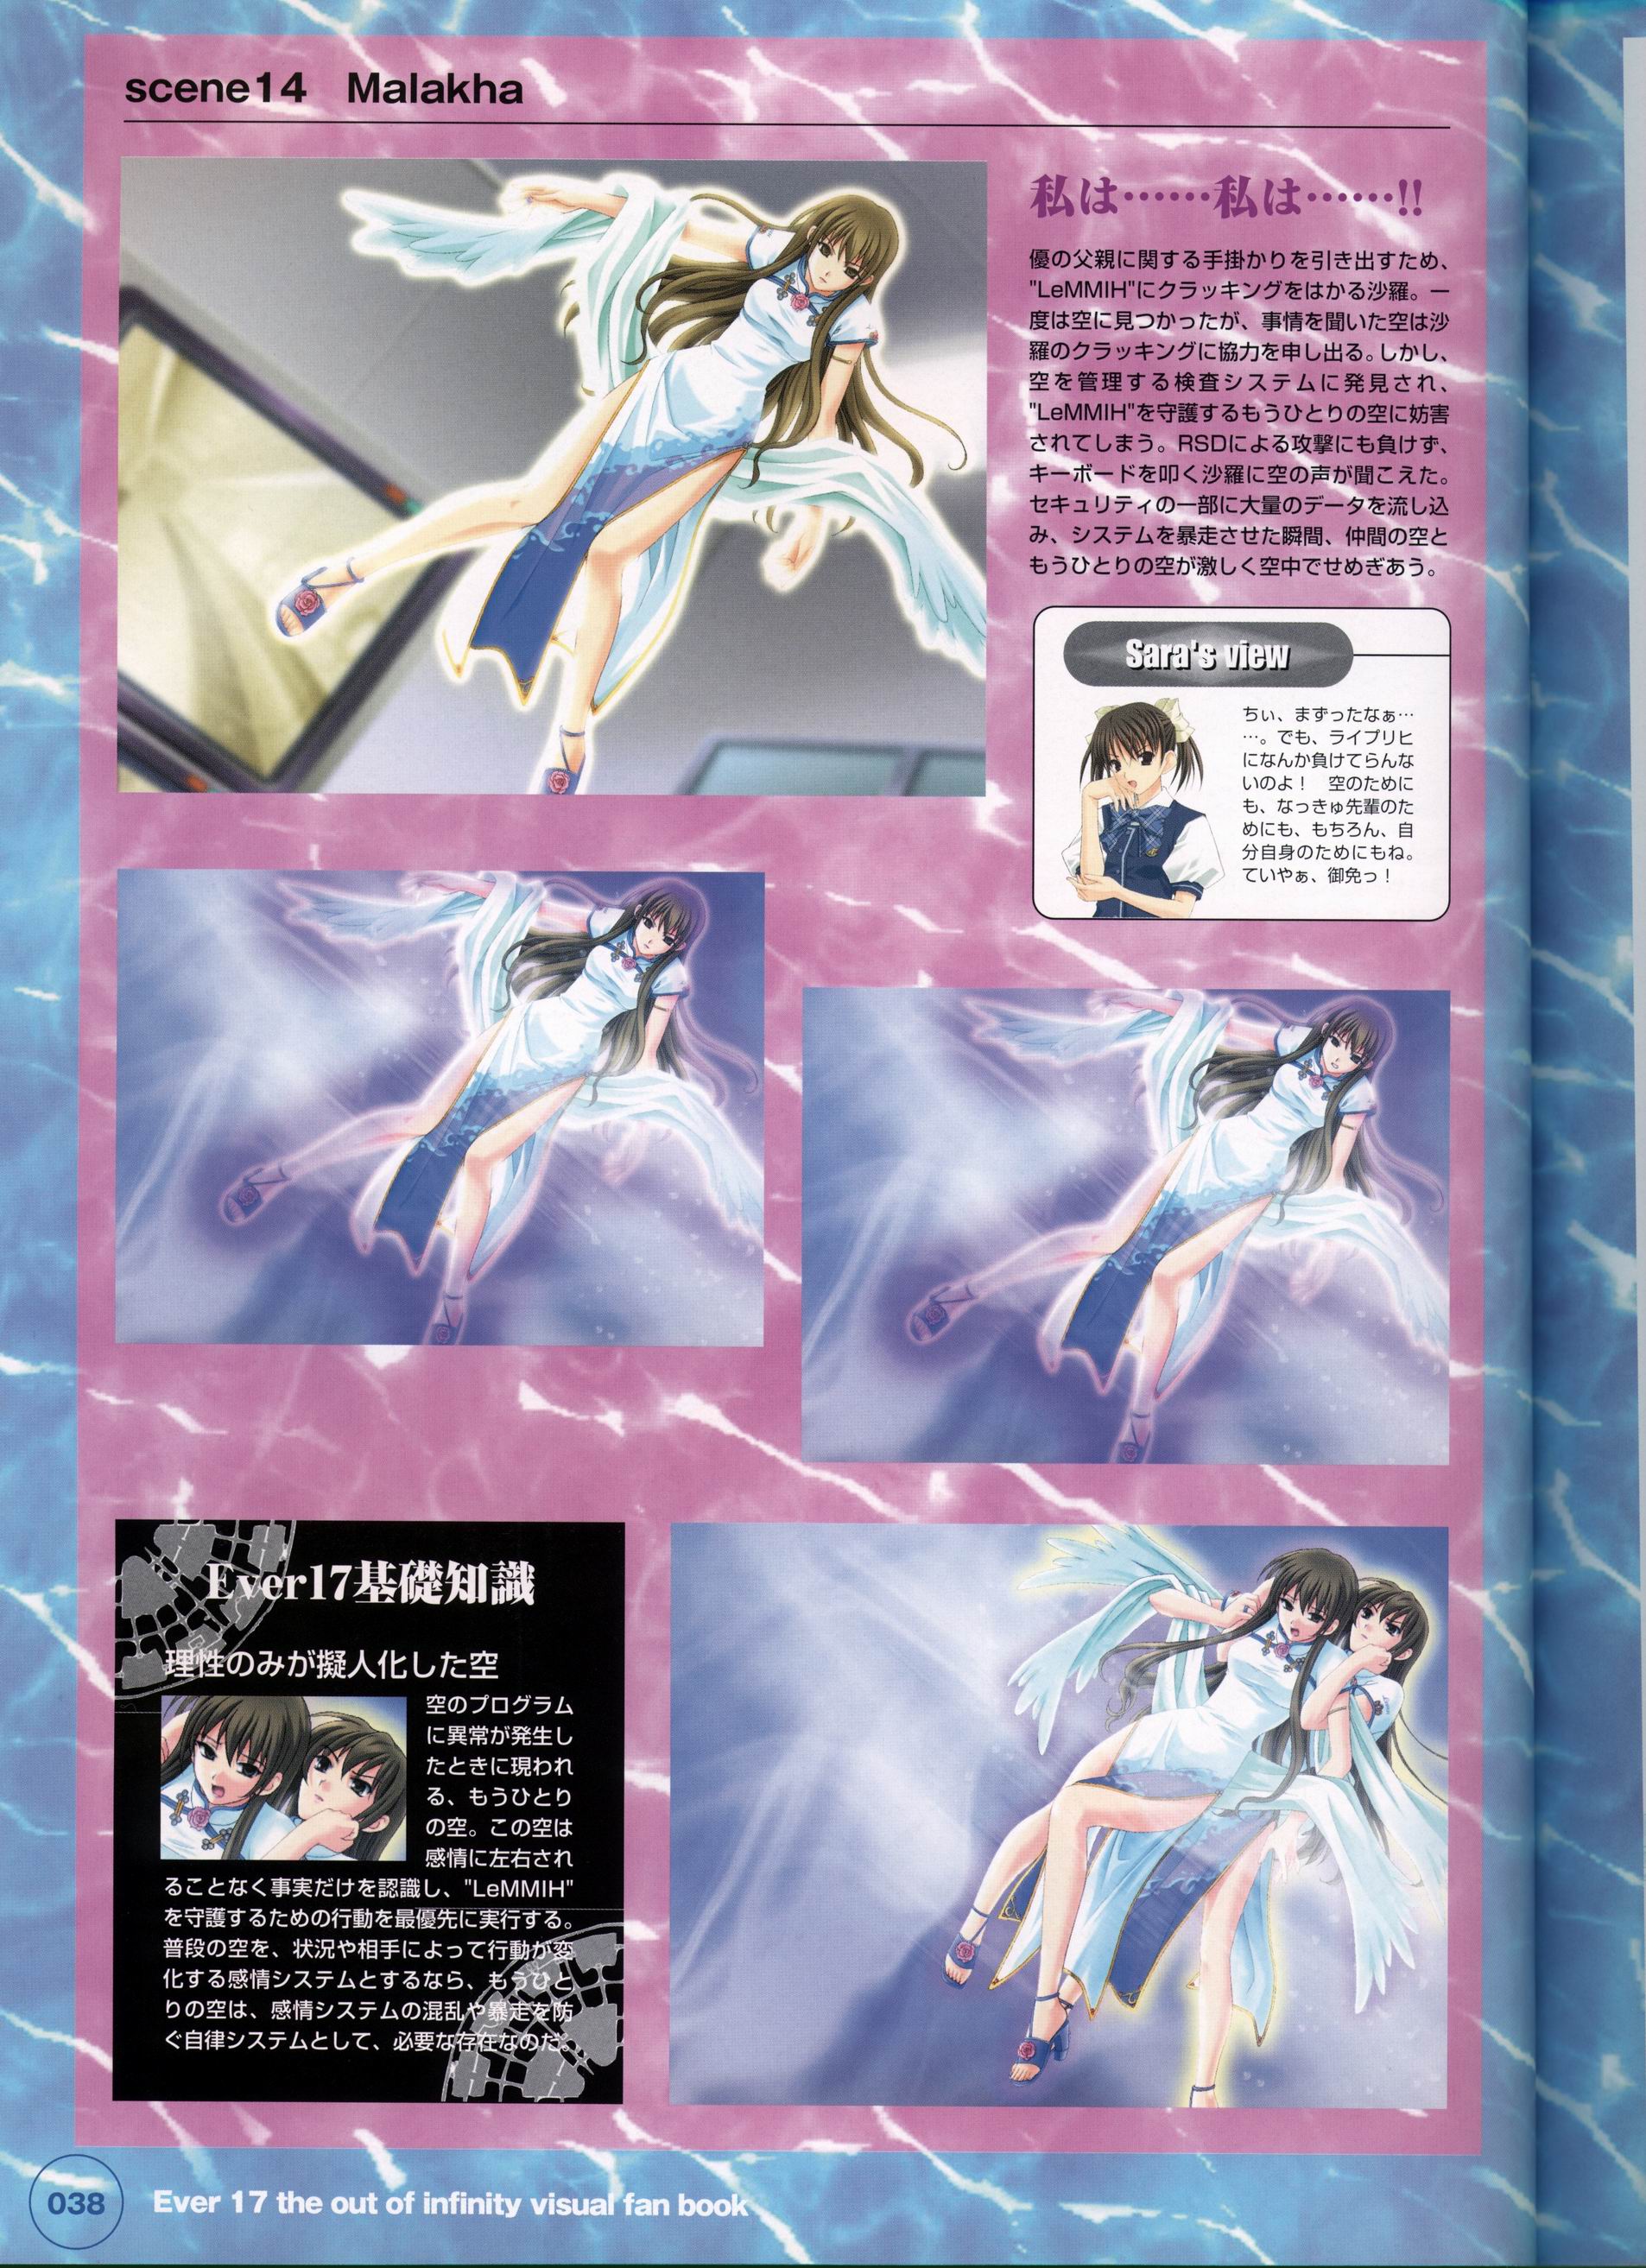 scene14 Malakha
私は……私は……!!
優の父親に関する手掛かりを引き出すため、
"LeMMIH"にクラッキングをはかる沙羅。一
度は空に見つかったが、事情を聞いた空は沙
羅のクラッキングに協力を申し出る。しかし、
空を管理する検査システムに発見され、
"LeMMIH"を守護するもうひとりの空に妨害
されてしまう。RSDによる攻撃にも負けず、
キーボードを叩く沙羅に空の声が聞こえた。
セキュリティの一部に大量のデータを流し込
み、システムを暴走させた瞬間、仲間の空と
もうひとりの空が激しく空中でせめぎあう。
Sara's view
ちぃ、まずったなぁ…
…。でも、ライプリヒ
になんか負けてらんな
いのよ！　空のために
も、なっきゅ先輩のた
めにも、もちろん、自
分自身のためにもね。
ていやぁ、御免っ！
Ever17基礎知識
理性のみが擬人化した空
空のプログラム
に異常が発生し
たときに現われ
る、もうひとり
の空。この空は
感情に左右され
ることなく事実だけを認識し、"LeMMIH"
を守護するための行動を最優先に実行する。
普段の空を、状況や相手によって行動が変
化する感情システムとするなら、もうひと
りの空は、感情システムの混乱や暴走を防
ぐ自律システムとして、必要な存在なのだ。
038 Ever 17 the out of infinity visual fan book